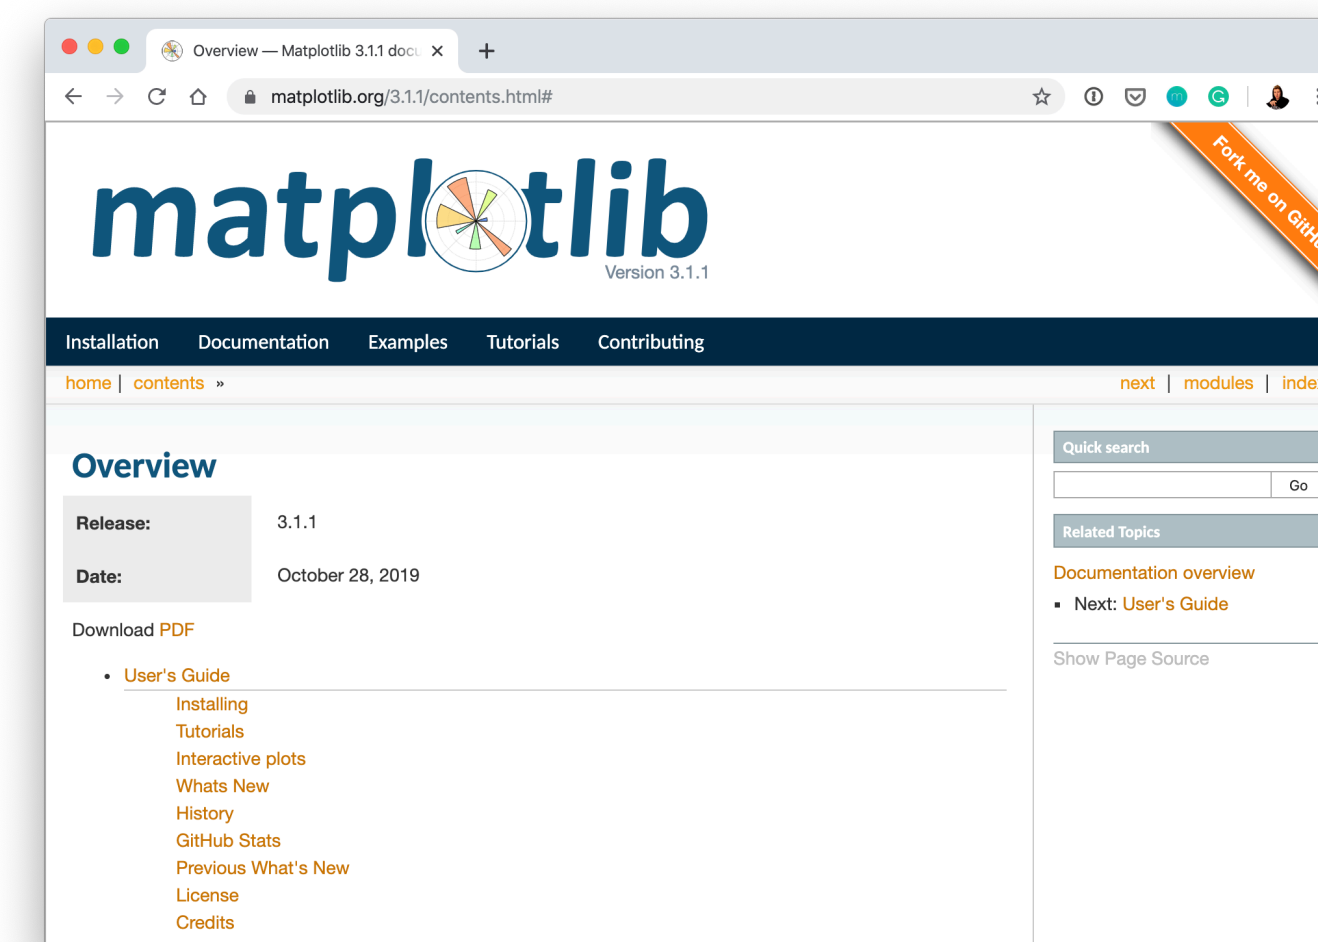 Overview — Matplotlib 3.1.1 docu
matplotlib.org/3.1.1/contents.html#
matplotlib
Version 3.1.1
Fork me on GitH
Installation Documentation Examples Tutorials Contributing
home | contents » next | modules | inde
Overview
Release: 3.1.1
Date: October 28, 2019
Download PDF
• User's Guide
Installing
Tutorials
Interactive plots
Whats New
History
GitHub Stats
Previous What's New
License
Credits
Quick search
Go
Related Topics
Documentation overview
▪ Next: User's Guide
Show Page Source